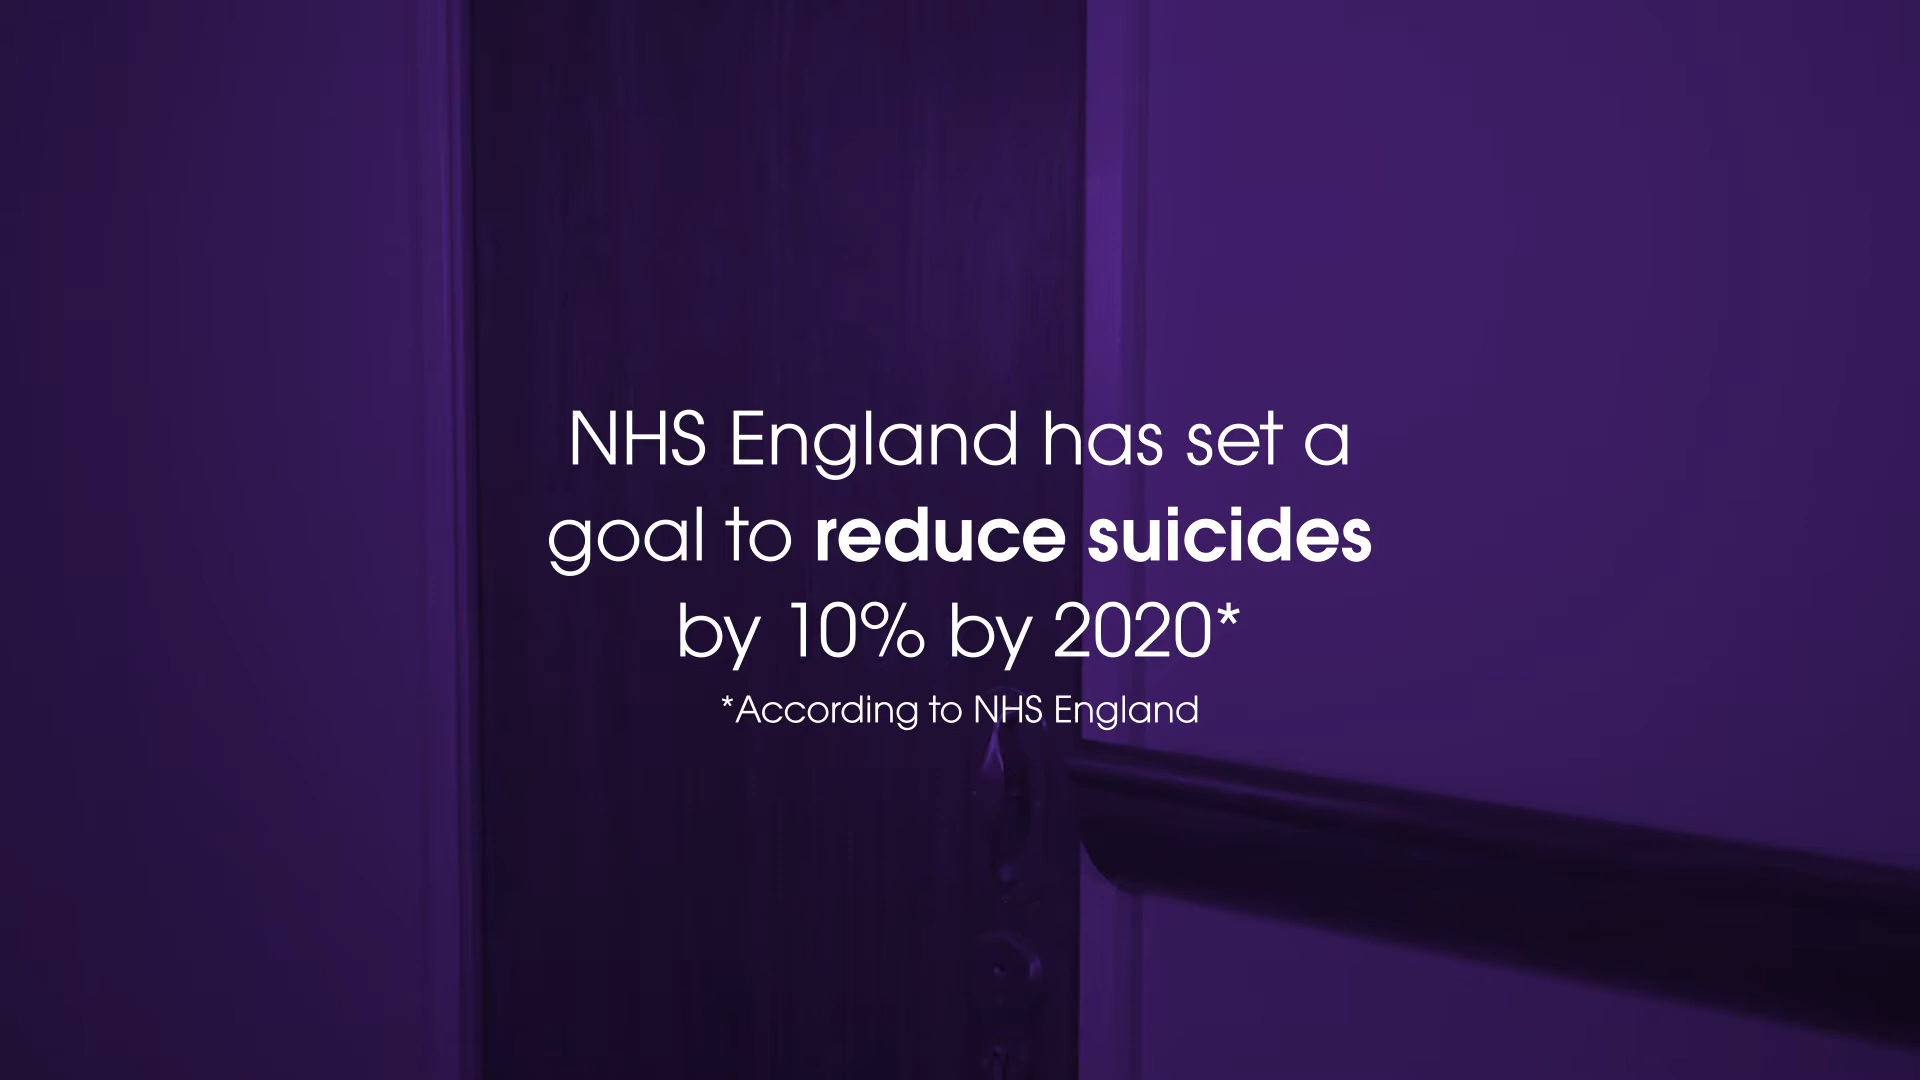 NHS England has set a
goal to reduce suicides
by 10% by 2020*
*According to NHS England